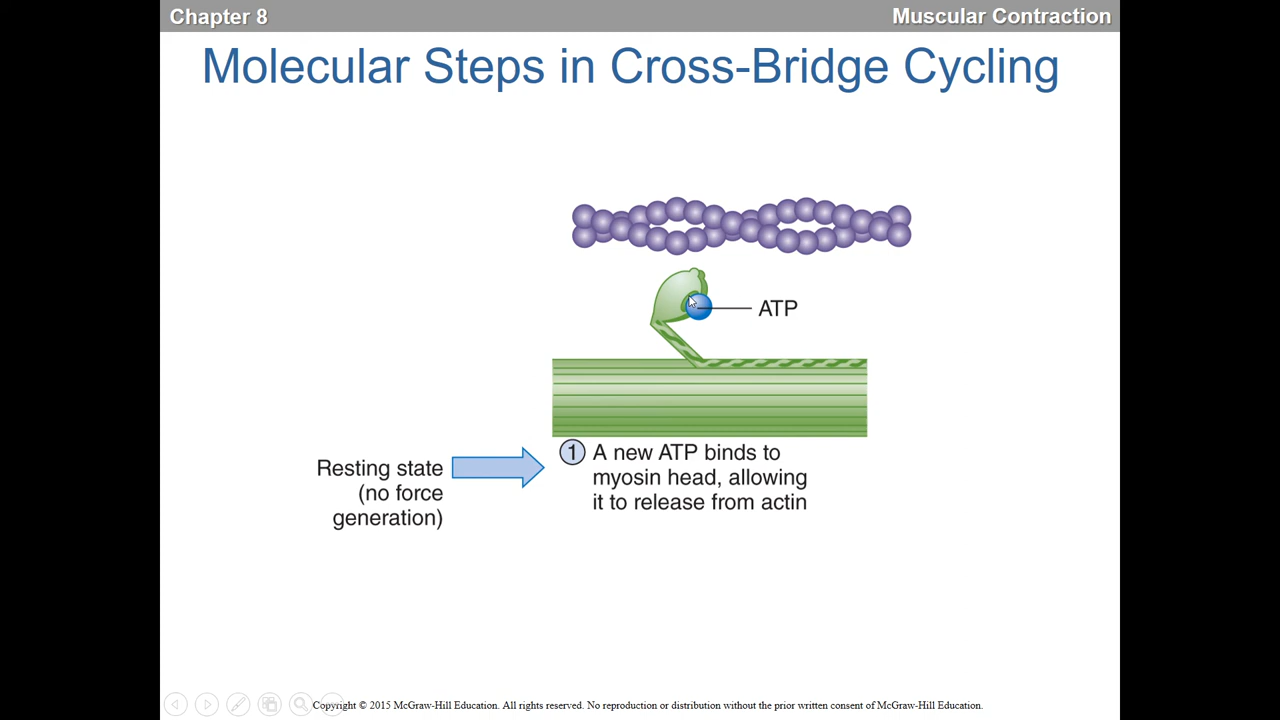 Chapter 8
Muscular Contraction
Molecular Steps in Cross-Bridge Cycling
ATP
Resting state
(no force
generation)
1 A new ATP binds to
myosin head, allowing
it to release from actin
Copyright © 2015 McGraw-Hill Education. All rights reserved. No reproduction or distribution without the prior written consent of McGraw-Hill Education.